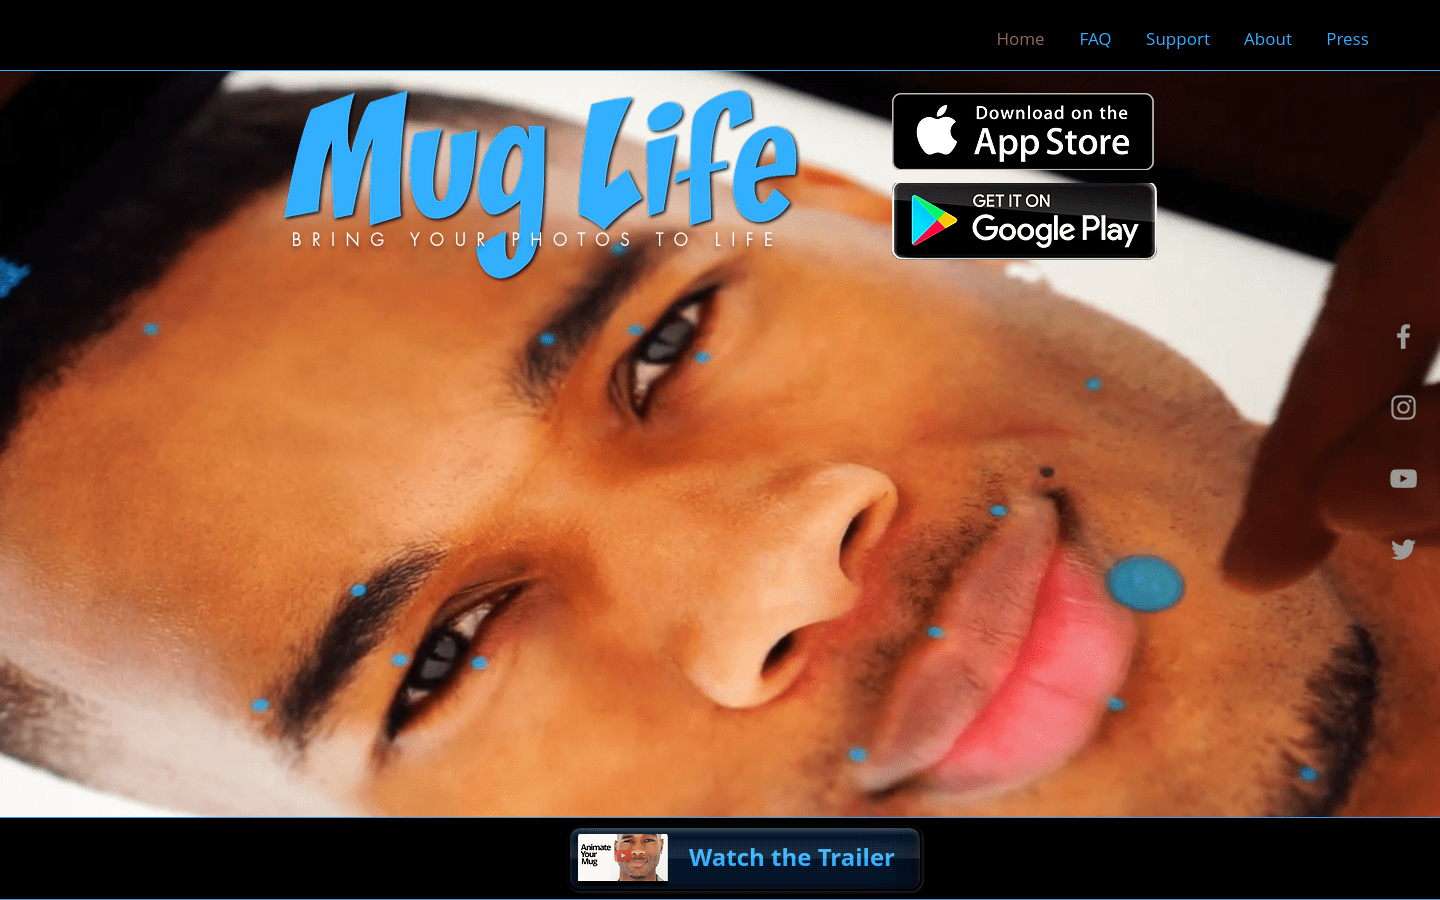 Home FAQ Support About Press
Mug Life
BRING YOUR PHOTOS TO LIFE
Download on the
App Store
GET IT ON
Google Play
Animate
Your
Mug
Watch the Trailer